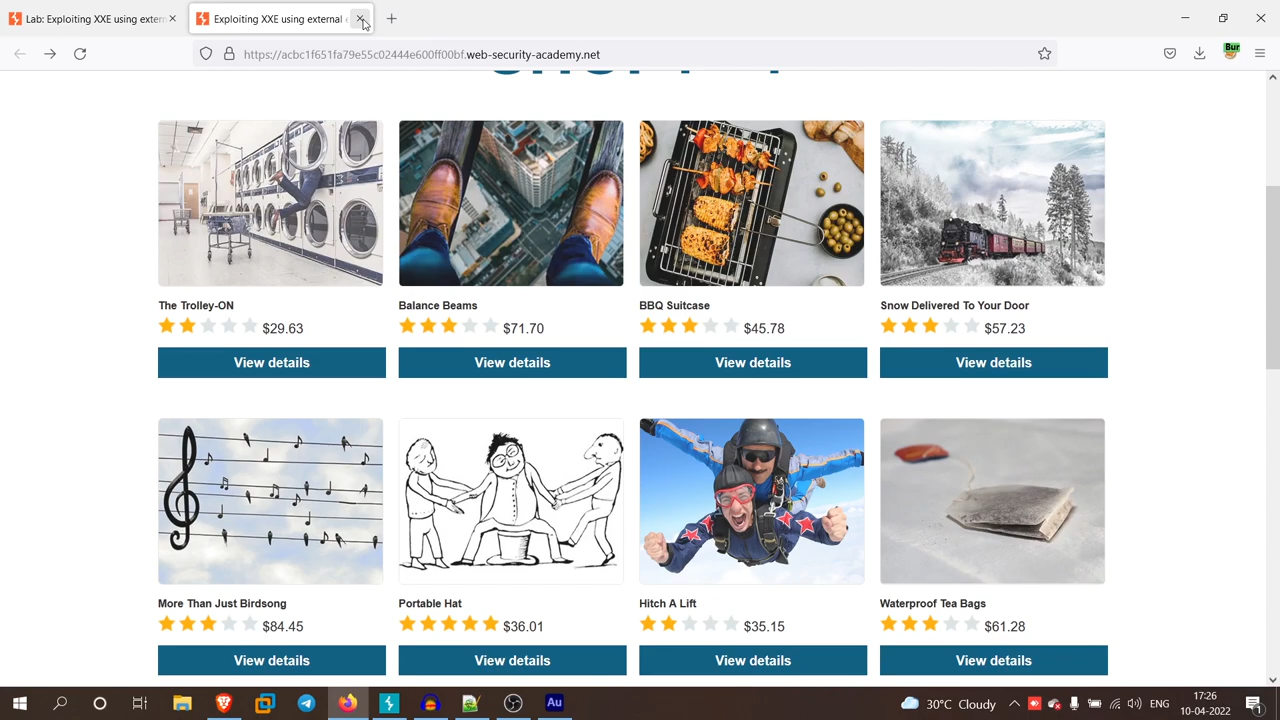 Lab: Exploiting XXE using extern
Exploiting XXE using external
https://acbc1f651fa79e55c02444e600ff00bf.web-security-academy.net
Bur
The Trolley-ON
$29.63
View details
Balance Beams
$71.70
View details
BBQ Suitcase
$45.78
View details
Snow Delivered To Your Door
$57.23
View details
More Than Just Birdsong
$84.45
View details
Portable Hat
$36.01
View details
Hitch A Lift
$35.15
View details
Waterproof Tea Bags
$61.28
View details
Au
30°C Cloudy
ENG
17:26
10-04-2022
1